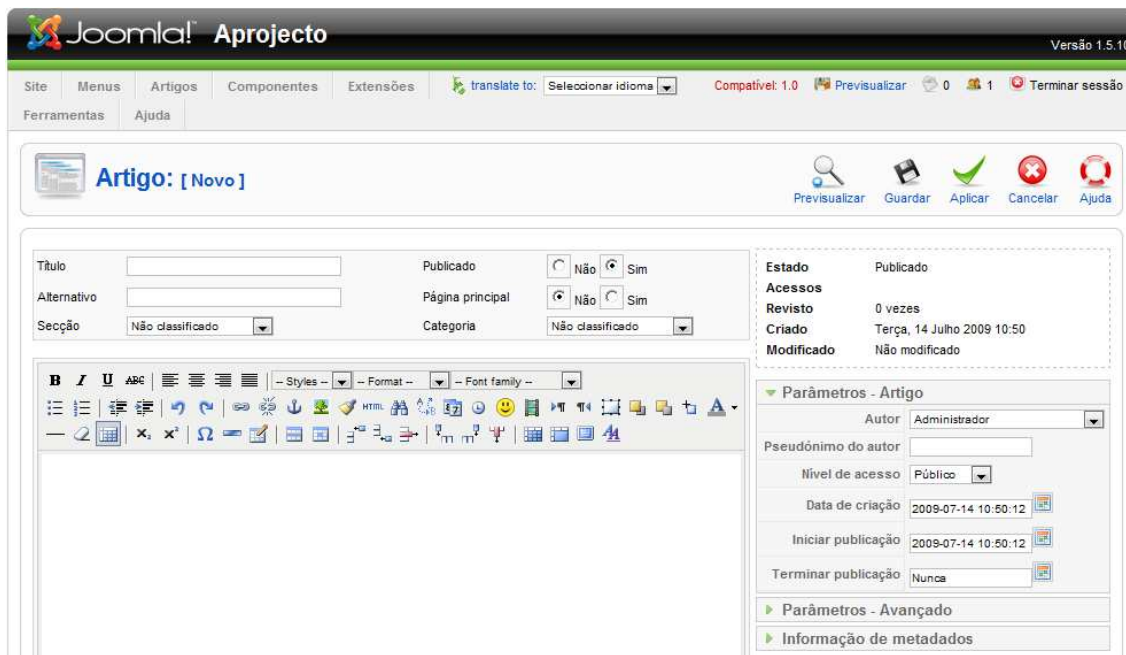 Joomla! Aprojecto
Versão 1.5.10
Site Menus Artigos Componentes Extensões translate to: Seleccionar idioma Compatível: 1.0 Previsualizar 0 1 Terminar sessão
Ferramentas Ajuda
Artigo: [ Novo ]
Previsualizar Guardar Aplicar Cancelar Ajuda
Título Publicado Não Sim
Alternativo Página principal Não Sim
Secção Não classificado Categoria Não classificado
B I U ABC -- Styles -- -- Format -- -- Font family --
HTML
Estado Publicado
Acessos
Revisto 0 vezes
Criado Terça, 14 Julho 2009 10:50
Modificado Não modificado
Parâmetros - Artigo
Autor Administrador
Pseudónimo do autor
Nível de acesso Público
Data de criação 2009-07-14 10:50:12
Iniciar publicação 2009-07-14 10:50:12
Terminar publicação Nunca
Parâmetros - Avançado
Informação de metadados